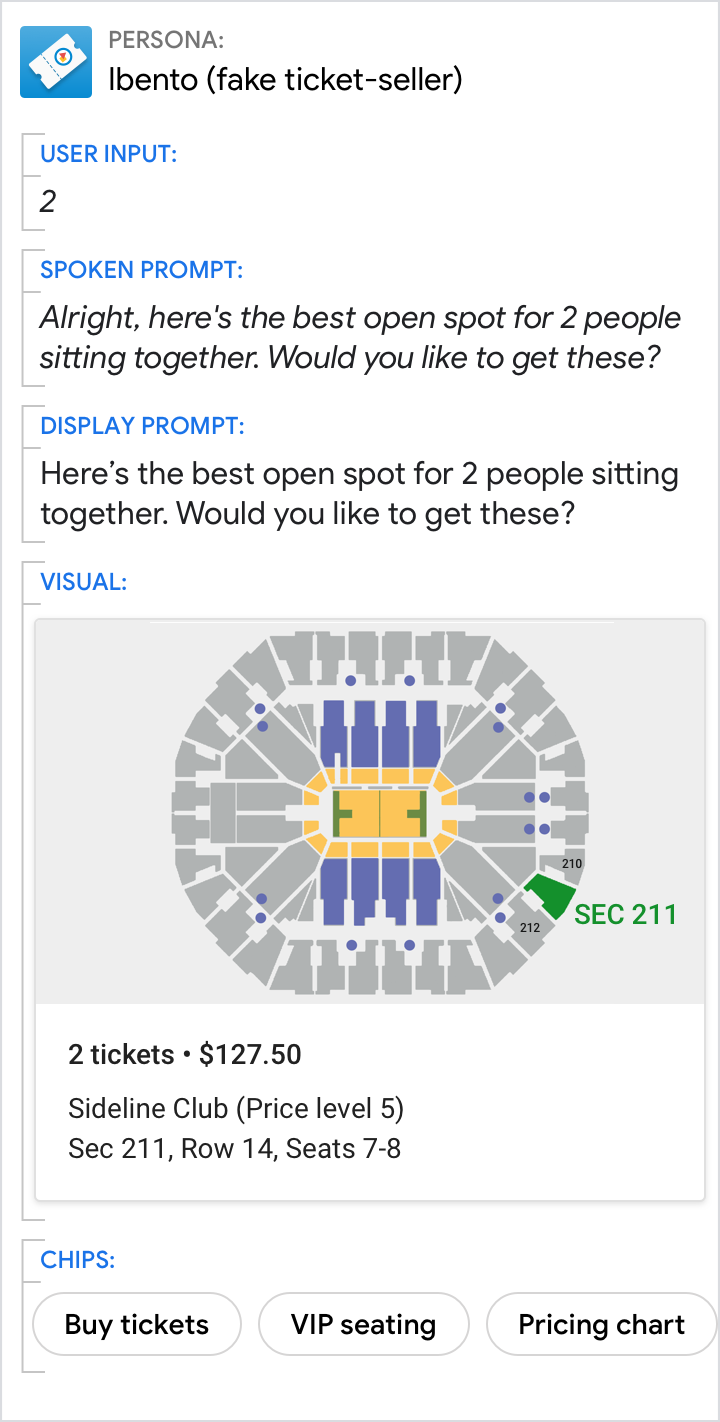 PERSONA:
Ibento (fake ticket-seller)
USER INPUT:
2
SPOKEN PROMPT:
Alright, here's the best open spot for 2 people
sitting together. Would you like to get these?
DISPLAY PROMPT:
Here’s the best open spot for 2 people sitting
together. Would you like to get these?
VISUAL:
210
SEC 211
212
2 tickets • $127.50
Sideline Club (Price level 5)
Sec 211, Row 14, Seats 7-8
CHIPS:
Buy tickets
VIP seating
Pricing chart